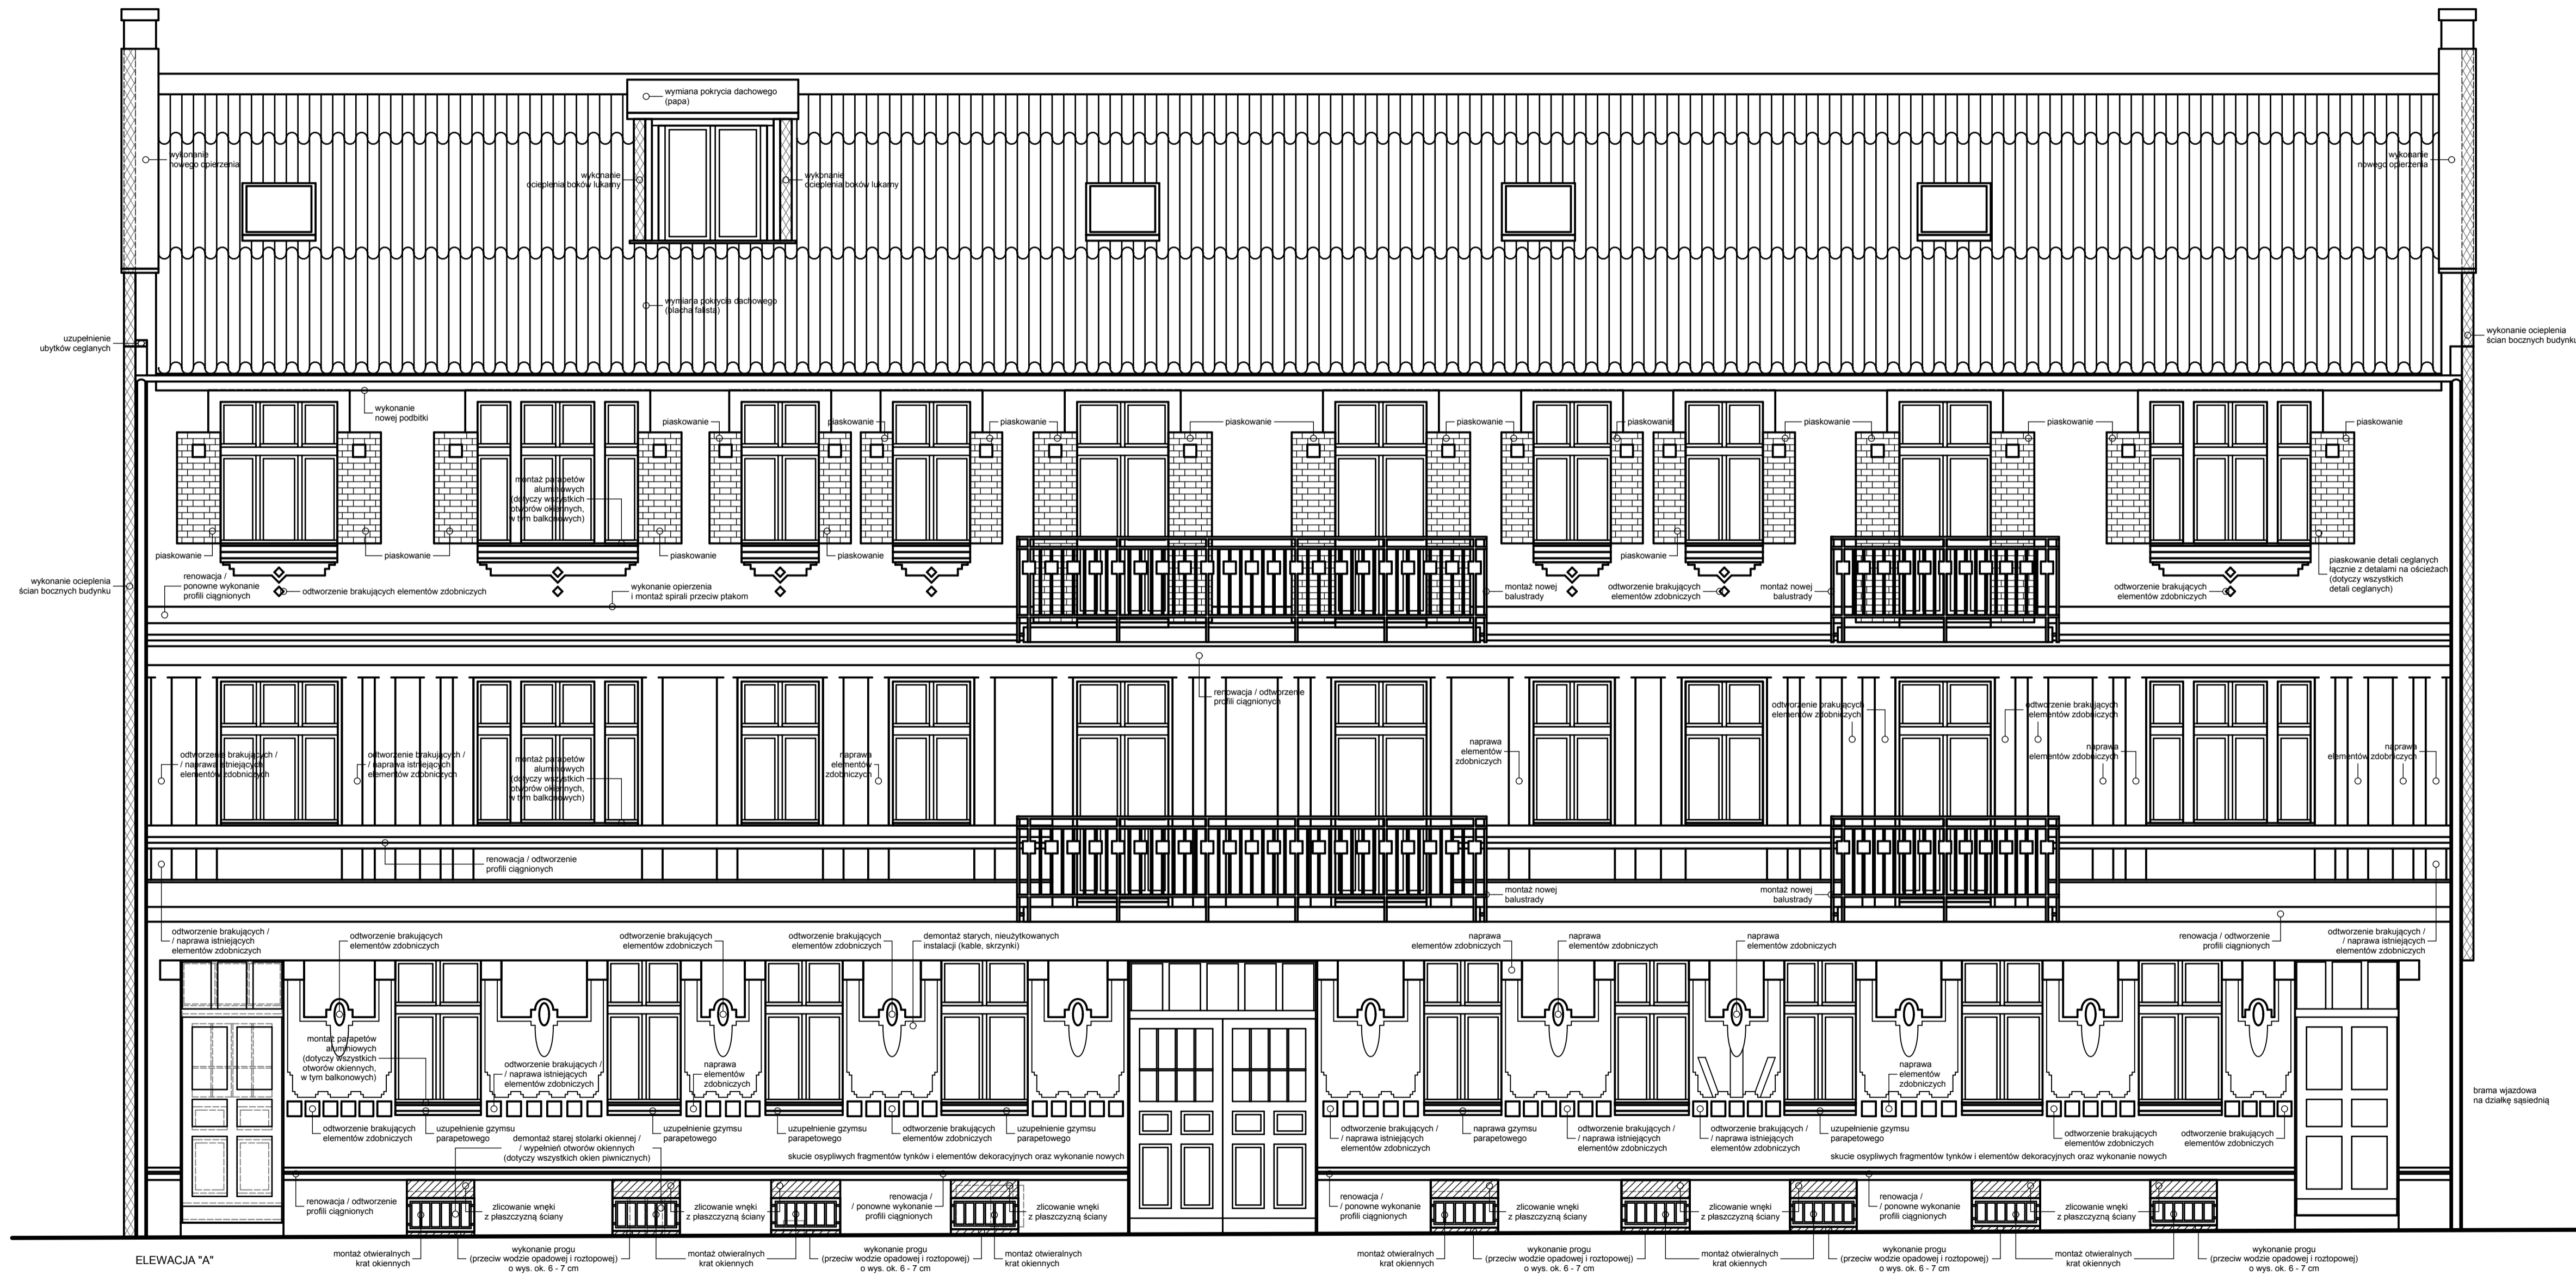 wymiana pokrycia dachowego
(papa)
wykonanie
nowego opierzenia
wykonanie
ocieplenia boków lukarny
wykonanie
ocieplenia boków lukarny
wykonanie
nowego opierzenia
wymiana pokrycia dachowego
(blacha falista)
uzupełnienie
ubytków ceglanych
wykonanie ocieplenia
ścian bocznych budynku
wykonanie
nowej podbitki
piaskowanie
piaskowanie
piaskowanie
piaskowanie
piaskowanie
piaskowanie
piaskowanie
piaskowanie
piaskowanie
montaż parapetów
aluminiowych
(dotyczy wszystkich
otworów okiennych,
w tym balkonowych)
piaskowanie
piaskowanie
piaskowanie
piaskowanie
piaskowanie
wykonanie ocieplenia
ścian bocznych budynku
renowacja /
ponowne wykonanie
profili ciągnionych
odtworzenie brakujących elementów zdobniczych
wykonanie opierzenia
i montaż spirali przeciw ptakom
montaż nowej
balustrady
odtworzenie brakujących
elementów zdobniczych
montaż nowej
balustrady
odtworzenie brakujących
elementów zdobniczych
piaskowanie detali ceglanych
łącznie z detalami na ościeżach
(dotyczy wszystkich
detali ceglanych)
renowacja / odtworzenie
profili ciągnionych
odtworzenie brakujących /
/ naprawa istniejących
elementów zdobniczych
odtworzenie brakujących /
/ naprawa istniejących
elementów zdobniczych
montaż parapetów
aluminiowych
(dotyczy wszystkich
otworów okiennych,
w tym balkonowych)
naprawa
elementów
zdobniczych
naprawa
elementów
zdobniczych
odtworzenie brakujących
elementów zdobniczych
odtworzenie brakujących
elementów zdobniczych
naprawa
elementów zdobniczych
naprawa
elementów zdobniczych
renowacja / odtworzenie
profili ciągnionych
montaż nowej
balustrady
montaż nowej
balustrady
odtworzenie brakujących /
/ naprawa istniejących
elementów zdobniczych
odtworzenie brakujących
elementów zdobniczych
odtworzenie brakujących
elementów zdobniczych
odtworzenie brakujących
elementów zdobniczych
demontaż starych, nieużytkowanych
instalacji (kable, skrzynki)
naprawa
elementów zdobniczych
naprawa
elementów zdobniczych
naprawa
elementów zdobniczych
renowacja / odtworzenie
profili ciągnionych
odtworzenie brakujących /
/ naprawa istniejących
elementów zdobniczych
montaż parapetów
aluminiowych
(dotyczy wszystkich
otworów okiennych,
w tym balkonowych)
odtworzenie brakujących /
/ naprawa istniejących
elementów zdobniczych
naprawa
elementów
zdobniczych
naprawa
elementów
zdobniczych
brama wjazdowa
na działkę sąsiednią
odtworzenie brakujących
elementów zdobniczych
uzupełnienie gzymsu
parapetowego
demontaż starej stolarki okiennej /
/ wypełnień otworów okiennych
(dotyczy wszystkich okien piwnicznych)
uzupełnienie gzymsu
parapetowego
uzupełnienie gzymsu
parapetowego
odtworzenie brakujących
elementów zdobniczych
uzupełnienie gzymsu
parapetowego
skucie osypliwych fragmentów tynków i elementów dekoracyjnych oraz wykonanie nowych
odtworzenie brakujących /
/ naprawa istniejących
elementów zdobniczych
naprawa gzymsu
parapetowego
odtworzenie brakujących /
/ naprawa istniejących
elementów zdobniczych
odtworzenie brakujących /
/ naprawa istniejących
elementów zdobniczych
uzupełnienie gzymsu
parapetowego
odtworzenie brakujących
elementów zdobniczych
odtworzenie brakujących
elementów zdobniczych
skucie osypliwych fragmentów tynków i elementów dekoracyjnych oraz wykonanie nowych
renowacja / odtworzenie
profili ciągnionych
zlicowanie wnęki
z płaszczyzną ściany
zlicowanie wnęki
z płaszczyzną ściany
renowacja /
/ ponowne wykonanie
profili ciągnionych
zlicowanie wnęki
z płaszczyzną ściany
renowacja /
/ ponowne wykonanie
profili ciągnionych
zlicowanie wnęki
z płaszczyzną ściany
zlicowanie wnęki
z płaszczyzną ściany
renowacja /
/ ponowne wykonanie
profili ciągnionych
zlicowanie wnęki
z płaszczyzną ściany
ELEWACJA "A"
montaż otwieralnych
krat okiennych
wykonanie progu
(przeciw wodzie opadowej i roztopowej)
o wys. ok. 6 - 7 cm
montaż otwieralnych
krat okiennych
wykonanie progu
(przeciw wodzie opadowej i roztopowej)
o wys. ok. 6 - 7 cm
montaż otwieralnych
krat okiennych
montaż otwieralnych
krat okiennych
wykonanie progu
(przeciw wodzie opadowej i roztopowej)
o wys. ok. 6 - 7 cm
montaż otwieralnych
krat okiennych
wykonanie progu
(przeciw wodzie opadowej i roztopowej)
o wys. ok. 6 - 7 cm
montaż otwieralnych
krat okiennych
wykonanie progu
(przeciw wodzie opadowej i roztopowej)
o wys. ok. 6 - 7 cm